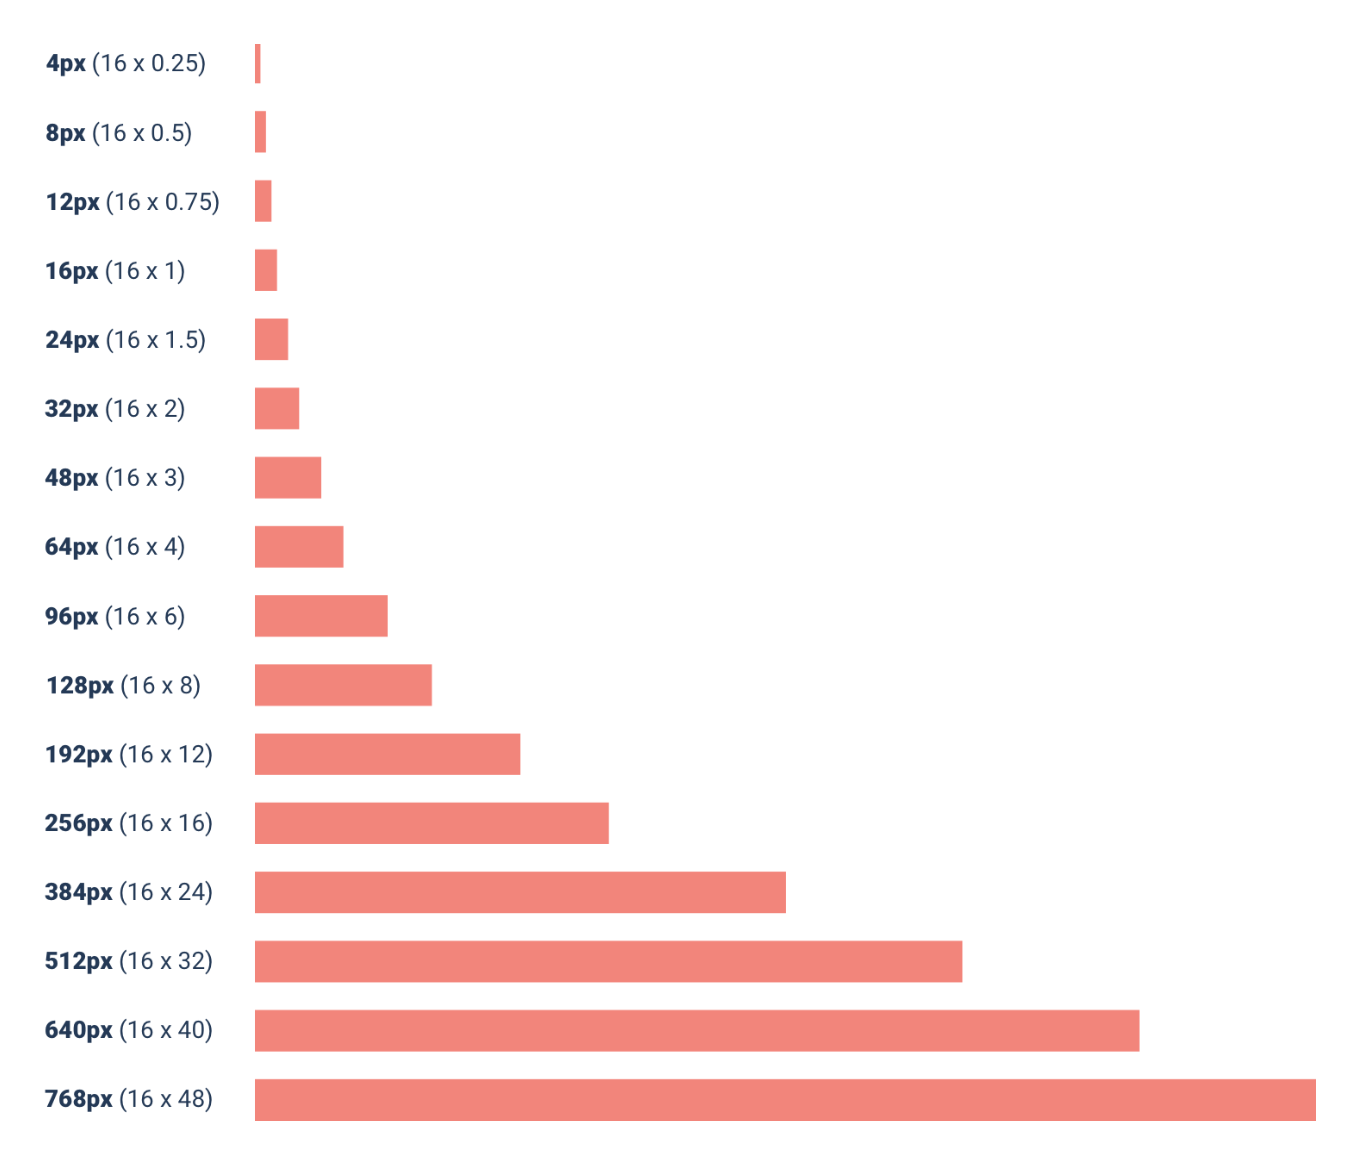 4px (16 x 0.25)
8px (16 x 0.5)
12px (16 x 0.75)
16px (16 x 1)
24px (16 x 1.5)
32px (16 x 2)
48px (16 x 3)
64px (16 x 4)
96px (16 x 6)
128px (16 x 8)
192px (16 x 12)
256px (16 x 16)
384px (16 x 24)
512px (16 x 32)
640px (16 x 40)
768px (16 x 48)